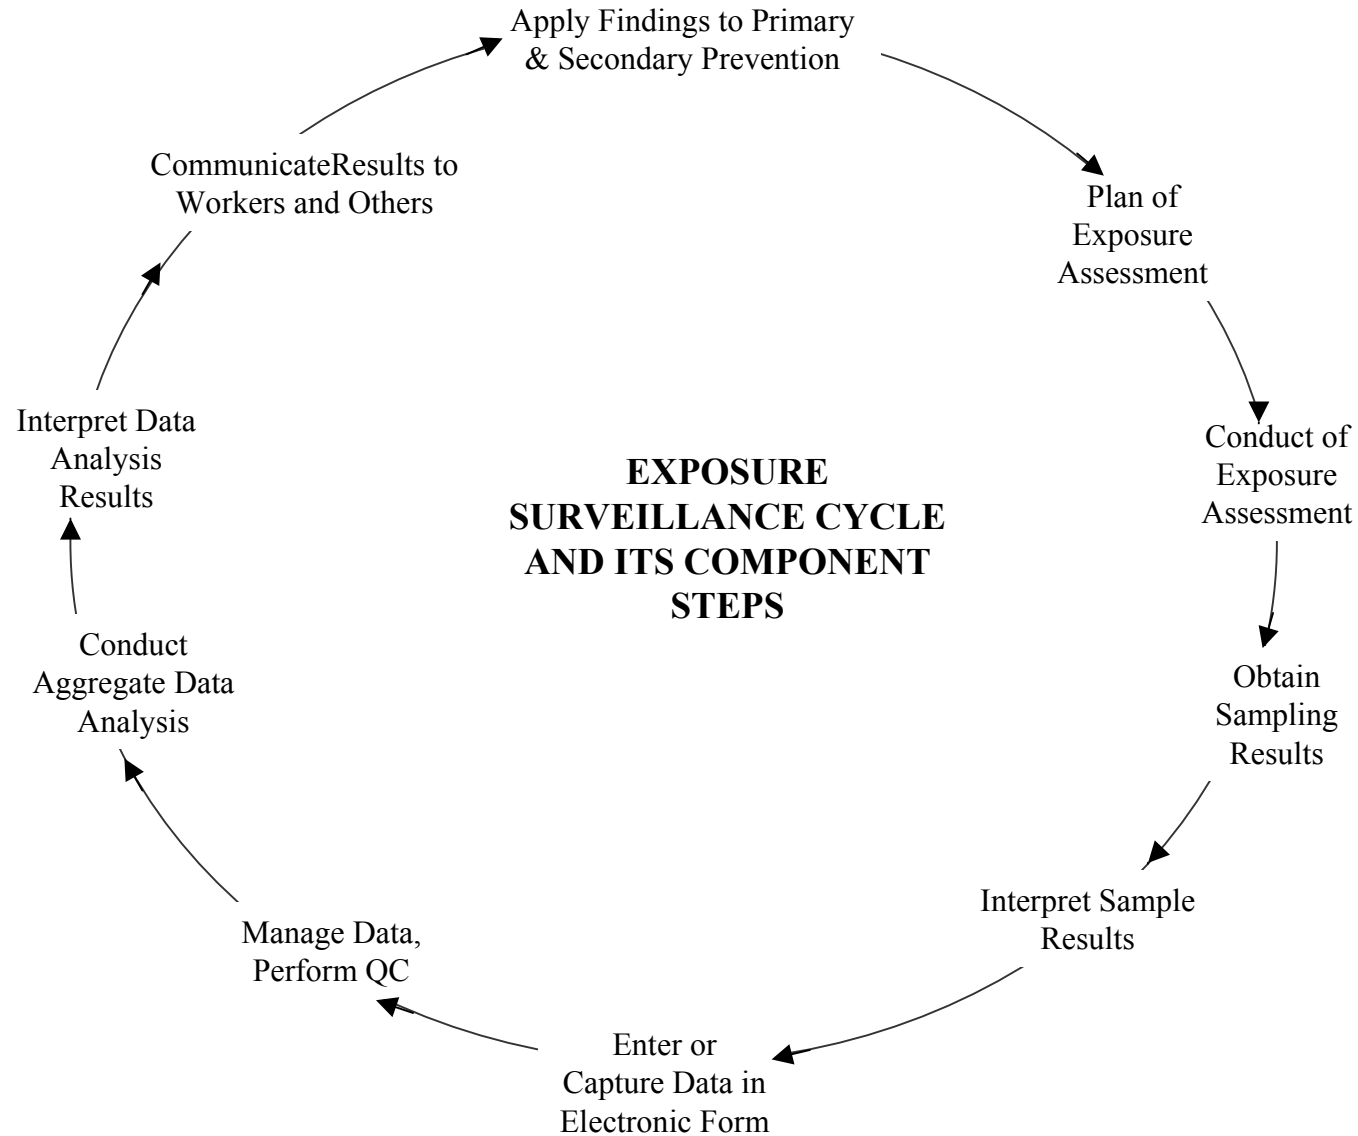 Apply Findings to Primary
& Secondary Prevention
Plan of
Exposure
Assessment
Conduct of
Exposure
Assessment
Obtain
Sampling
Results
Interpret Sample
Results
Enter or
Capture Data in
Electronic Form
Manage Data,
Perform QC
Conduct
Aggregate Data
Analysis
Interpret Data
Analysis
Results
CommunicateResults to
Workers and Others
EXPOSURE
SURVEILLANCE CYCLE
AND ITS COMPONENT
STEPS